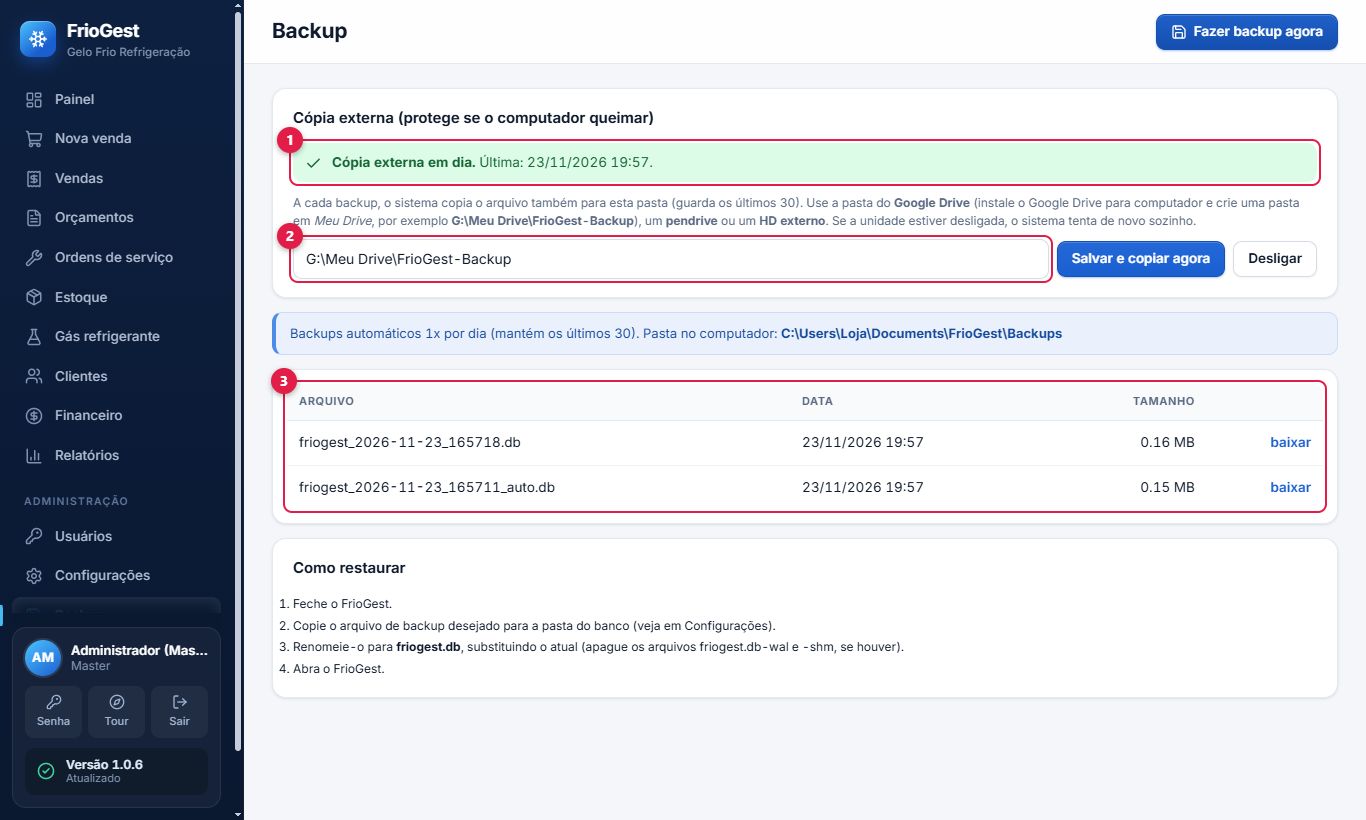 FrioGest
Gelo Frio Refrigeração
Painel
Nova venda
Vendas
Orçamentos
Ordens de serviço
Estoque
Gás refrigerante
Clientes
Financeiro
Relatórios
ADMINISTRAÇÃO
Usuários
Configurações
AM
Administrador (Mas...
Master
Senha
Tour
Sair
Versão 1.0.6
Atualizado
Backup
Fazer backup agora
Cópia externa (protege se o computador queimar)
1
Cópia externa em dia. Última: 23/11/2026 19:57.
A cada backup, o sistema copia o arquivo também para esta pasta (guarda os últimos 30). Use a pasta do Google Drive (instale o Google Drive para computador e crie uma pasta
em Meu Drive, por exemplo G:\Meu Drive\FrioGest-Backup), um pendrive ou um HD externo. Se a unidade estiver desligada, o sistema tenta de novo sozinho.
2
G:\Meu Drive\FrioGest-Backup
Salvar e copiar agora
Desligar
Backups automáticos 1x por dia (mantém os últimos 30). Pasta no computador: C:\Users\Loja\Documents\FrioGest\Backups
3
ARQUIVO DATA TAMANHO
friogest_2026-11-23_165718.db 23/11/2026 19:57 0.16 MB baixar
friogest_2026-11-23_165711_auto.db 23/11/2026 19:57 0.15 MB baixar
Como restaurar
1. Feche o FrioGest.
2. Copie o arquivo de backup desejado para a pasta do banco (veja em Configurações).
3. Renomeie-o para friogest.db, substituindo o atual (apague os arquivos friogest.db-wal e -shm, se houver).
4. Abra o FrioGest.